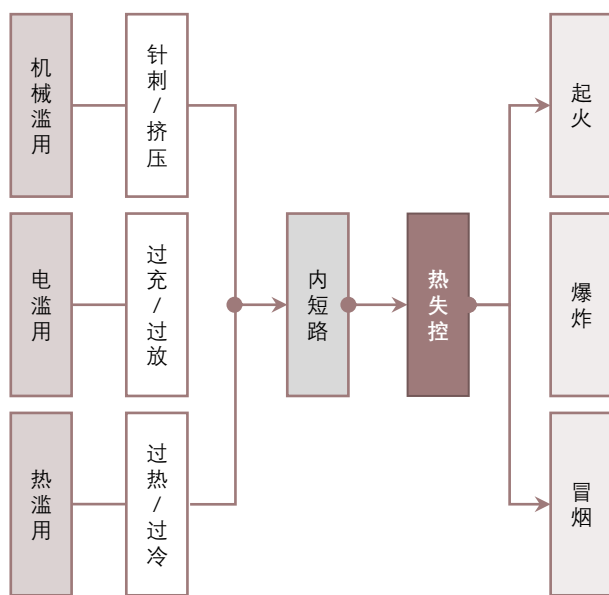 机械滥用
针刺/挤压
起火
电滥用
过充/过放
内短路
热失控
爆炸
热滥用
过热/过冷
冒烟